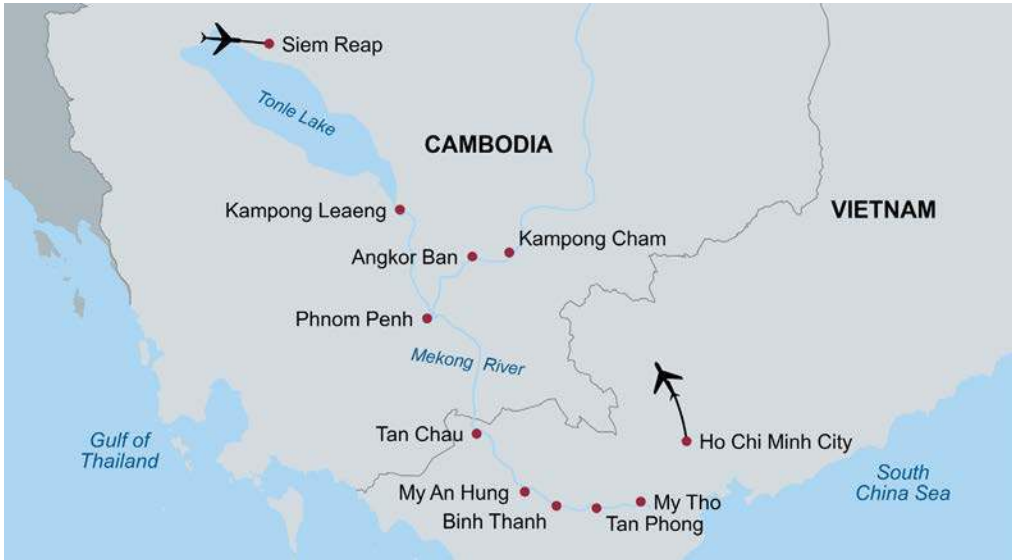 Siem Reap
Tonle Lake
CAMBODIA
Kampong Leaeng
VIETNAM
Kampong Cham
Angkor Ban
Phnom Penh
Mekong River
Tan Chau
Ho Chi Minh City
Gulf of
Thailand
South
China Sea
My An Hung
My Tho
Binh Thanh
Tan Phong